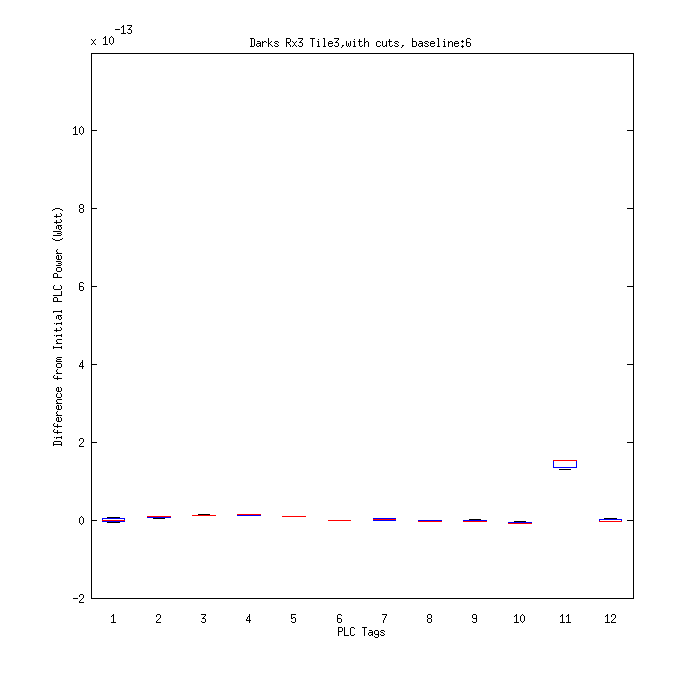 x 10-13
Darks Rx3 Tile3,with cuts, baseline:6
10
8
6
4
2
0
-2
Difference from Initial PLC Power (Watt)
1 2 3 4 5 6 7 8 9 10 11 12
PLC Tags